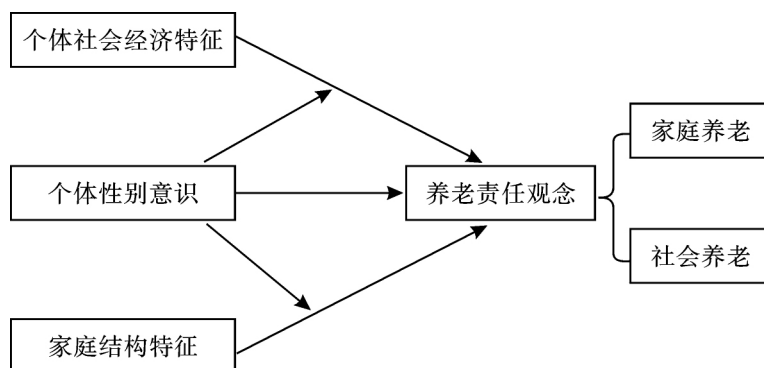 个体社会经济特征
家庭养老
个体性别意识
养老责任观念
社会养老
家庭结构特征